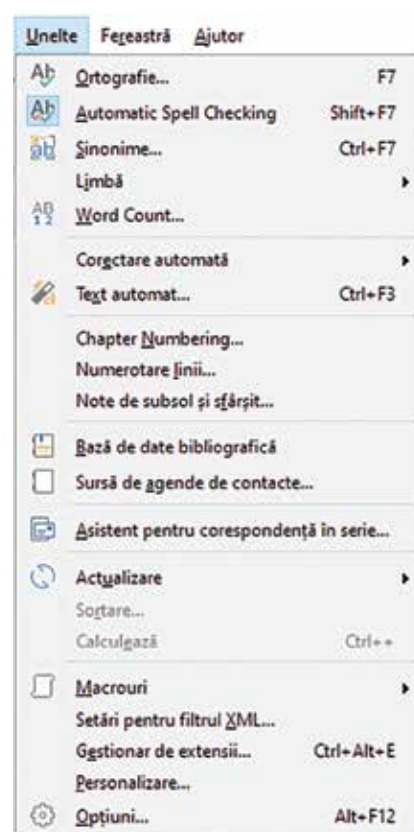 Unelte Fereastră Ajutor
Ortografie... F7
Automatic Spell Checking Shift+F7
Sinonime... Ctrl+F7
Limbă
Word Count...
Corectare automată
Text automat... Ctrl+F3
Chapter Numbering...
Numerotare linii...
Note de subsol și sfârșit...
Bază de date bibliografică
Sursă de agende de contacte...
Asistent pentru corespondență în serie...
Actualizare
Sortare...
Calculează Ctrl++
Macrouri
Setări pentru filtrul XML...
Gestionar de extensii... Ctrl+Alt+E
Personalizare...
Opțiuni... Alt+F12